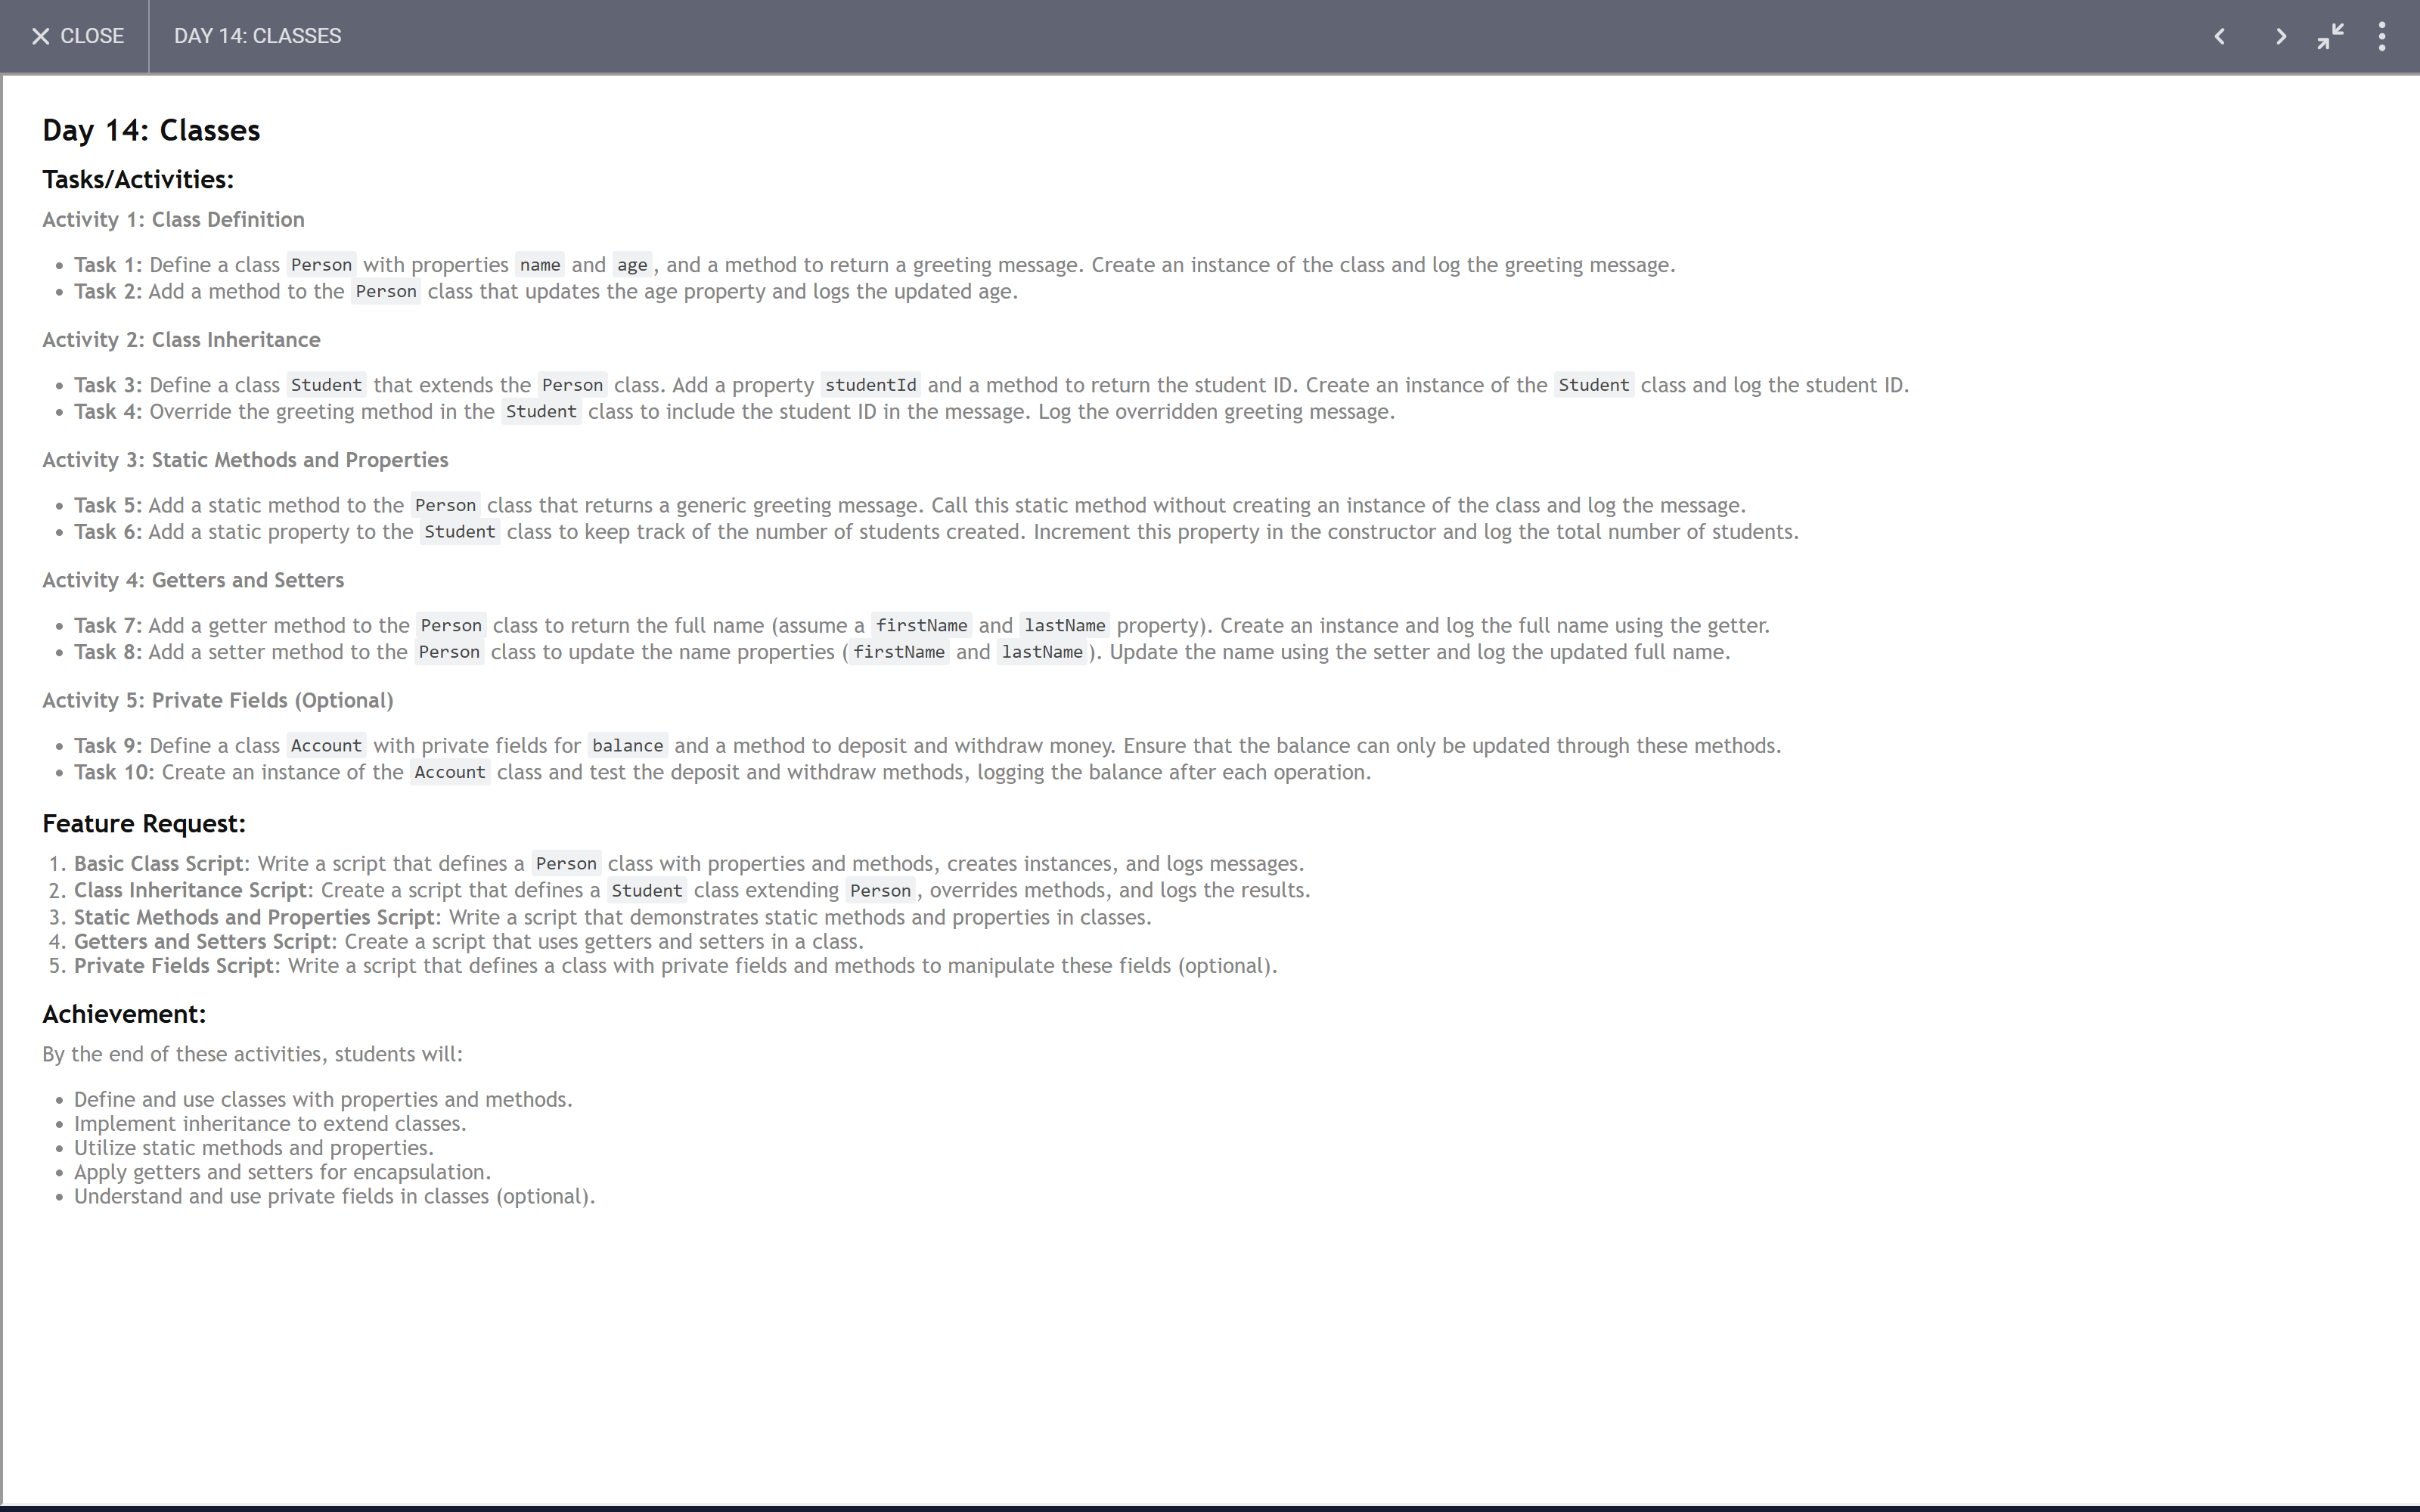 CLOSE DAY 14: CLASSES
Day 14: Classes
Tasks/Activities:
Activity 1: Class Definition
• Task 1: Define a class Person with properties name and age, and a method to return a greeting message. Create an instance of the class and log the greeting message.
• Task 2: Add a method to the Person class that updates the age property and logs the updated age.
Activity 2: Class Inheritance
• Task 3: Define a class Student that extends the Person class. Add a property studentId and a method to return the student ID. Create an instance of the Student class and log the student ID.
• Task 4: Override the greeting method in the Student class to include the student ID in the message. Log the overridden greeting message.
Activity 3: Static Methods and Properties
• Task 5: Add a static method to the Person class that returns a generic greeting message. Call this static method without creating an instance of the class and log the message.
• Task 6: Add a static property to the Student class to keep track of the number of students created. Increment this property in the constructor and log the total number of students.
Activity 4: Getters and Setters
• Task 7: Add a getter method to the Person class to return the full name (assume a firstName and lastName property). Create an instance and log the full name using the getter.
• Task 8: Add a setter method to the Person class to update the name properties (firstName and lastName). Update the name using the setter and log the updated full name.
Activity 5: Private Fields (Optional)
• Task 9: Define a class Account with private fields for balance and a method to deposit and withdraw money. Ensure that the balance can only be updated through these methods.
• Task 10: Create an instance of the Account class and test the deposit and withdraw methods, logging the balance after each operation.
Feature Request:
1. Basic Class Script: Write a script that defines a Person class with properties and methods, creates instances, and logs messages.
2. Class Inheritance Script: Create a script that defines a Student class extending Person, overrides methods, and logs the results.
3. Static Methods and Properties Script: Write a script that demonstrates static methods and properties in classes.
4. Getters and Setters Script: Create a script that uses getters and setters in a class.
5. Private Fields Script: Write a script that defines a class with private fields and methods to manipulate these fields (optional).
Achievement:
By the end of these activities, students will:
• Define and use classes with properties and methods.
• Implement inheritance to extend classes.
• Utilize static methods and properties.
• Apply getters and setters for encapsulation.
• Understand and use private fields in classes (optional).